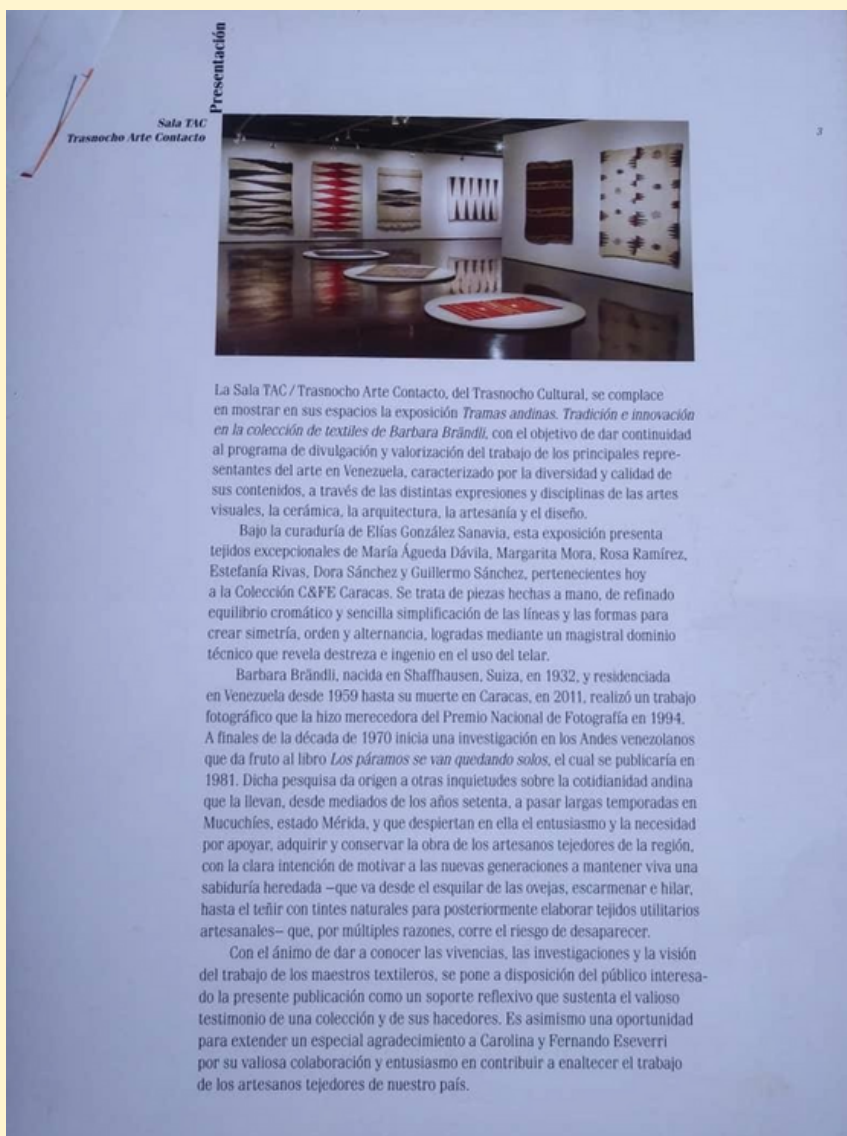 Presentación
Sala TAC
Trasnocho Arte Contacto
3
La Sala TAC / Trasnocho Arte Contacto, del Trasnocho Cultural, se complace
en mostrar en sus espacios la exposición Tramas andinas. Tradición e innovación
en la colección de textiles de Barbara Brändli, con el objetivo de dar continuidad
al programa de divulgación y valorización del trabajo de los principales repre-
sentantes del arte en Venezuela, caracterizado por la diversidad y calidad de
sus contenidos, a través de las distintas expresiones y disciplinas de las artes
visuales, la cerámica, la arquitectura, la artesanía y el diseño.
Bajo la curaduría de Elías González Sanavia, esta exposición presenta
tejidos excepcionales de María Águeda Dávila, Margarita Mora, Rosa Ramírez,
Estefanía Rivas, Dora Sánchez y Guillermo Sánchez, pertenecientes hoy
a la Colección C&FE Caracas. Se trata de piezas hechas a mano, de refinado
equilibrio cromático y sencilla simplificación de las líneas y las formas para
crear simetría, orden y alternancia, logradas mediante un magistral dominio
técnico que revela destreza e ingenio en el uso del telar.
Barbara Brändli, nacida en Shaffhausen, Suiza, en 1932, y residenciada
en Venezuela desde 1959 hasta su muerte en Caracas, en 2011, realizó un trabajo
fotográfico que la hizo merecedora del Premio Nacional de Fotografía en 1994.
A finales de la década de 1970 inicia una investigación en los Andes venezolanos
que da fruto al libro Los páramos se van quedando solos, el cual se publicaría en
1981. Dicha pesquisa da origen a otras inquietudes sobre la cotidianidad andina
que la llevan, desde mediados de los años setenta, a pasar largas temporadas en
Mucuchíes, estado Mérida, y que despiertan en ella el entusiasmo y la necesidad
por apoyar, adquirir y conservar la obra de los artesanos tejedores de la región,
con la clara intención de motivar a las nuevas generaciones a mantener viva una
sabiduría heredada –que va desde el esquilar de las ovejas, escarmenar e hilar,
hasta el teñir con tintes naturales para posteriormente elaborar tejidos utilitarios
artesanales– que, por múltiples razones, corre el riesgo de desaparecer.
Con el ánimo de dar a conocer las vivencias, las investigaciones y la visión
del trabajo de los maestros textileros, se pone a disposición del público interesa-
do la presente publicación como un soporte reflexivo que sustenta el valioso
testimonio de una colección y de sus hacedores. Es asimismo una oportunidad
para extender un especial agradecimiento a Carolina y Fernando Eseverri
por su valiosa colaboración y entusiasmo en contribuir a enaltecer el trabajo
de los artesanos tejedores de nuestro país.